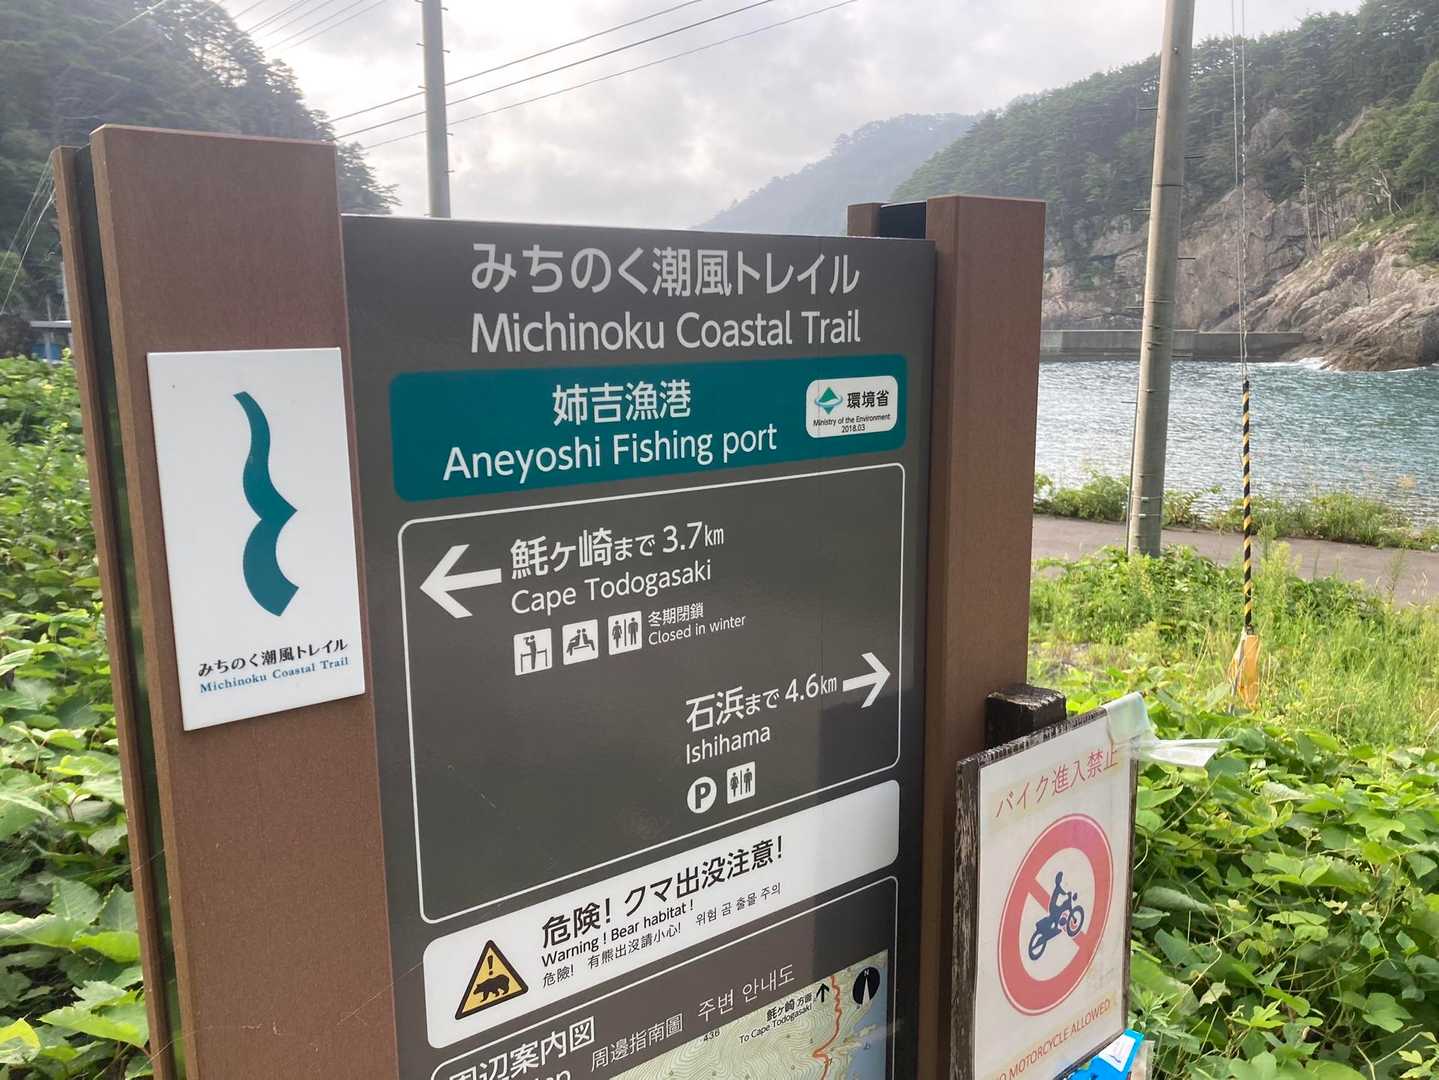 みちのく潮風トレイル
Michinoku Coastal Trail
姉吉漁港
Aneyoshi Fishing port
環境省
Ministry of the Environment
2018.03
魹ヶ崎まで 3.7km
Cape Todogasaki
冬期閉鎖
Closed in winter
石浜まで 4.6km
Ishihama
P
危険! クマ出没注意!
Warning ! Bear habitat !
위험 곰 출몰 주의
危險! 有熊出沒請小心!
周辺案内図
周邊指南圖
주변 안내도
436
魹ヶ崎 方面
To Cape Todogasaki
N
みちのく潮風トレイル
Michinoku Coastal Trail
バイク進入禁止
NO MOTORCYCLE ALLOWED